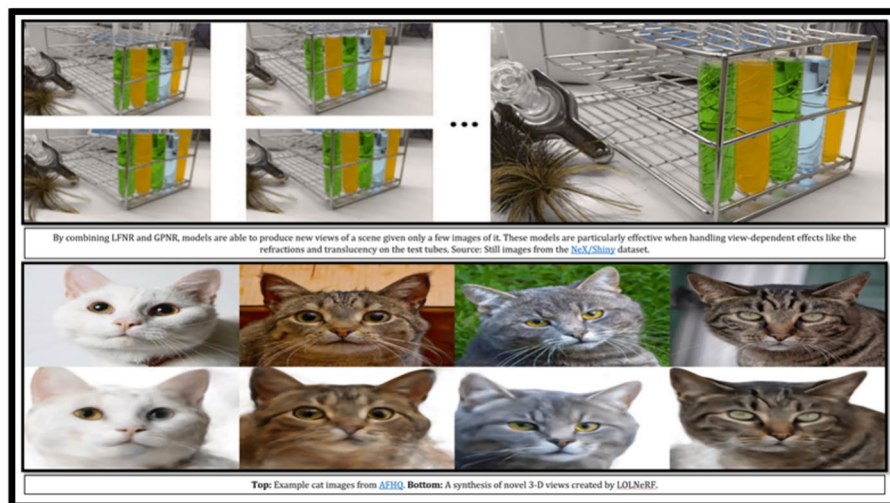 By combining LFNR and GPNR, models are able to produce new views of a scene given only a few images of it. These models are particularly effective when handling view-dependent effects like the
refractions and translucency on the test tubes. Source: Still images from the NeX/Shiny dataset.
Top: Example cat images from AFHQ. Bottom: A synthesis of novel 3-D views created by LOLNeRF.